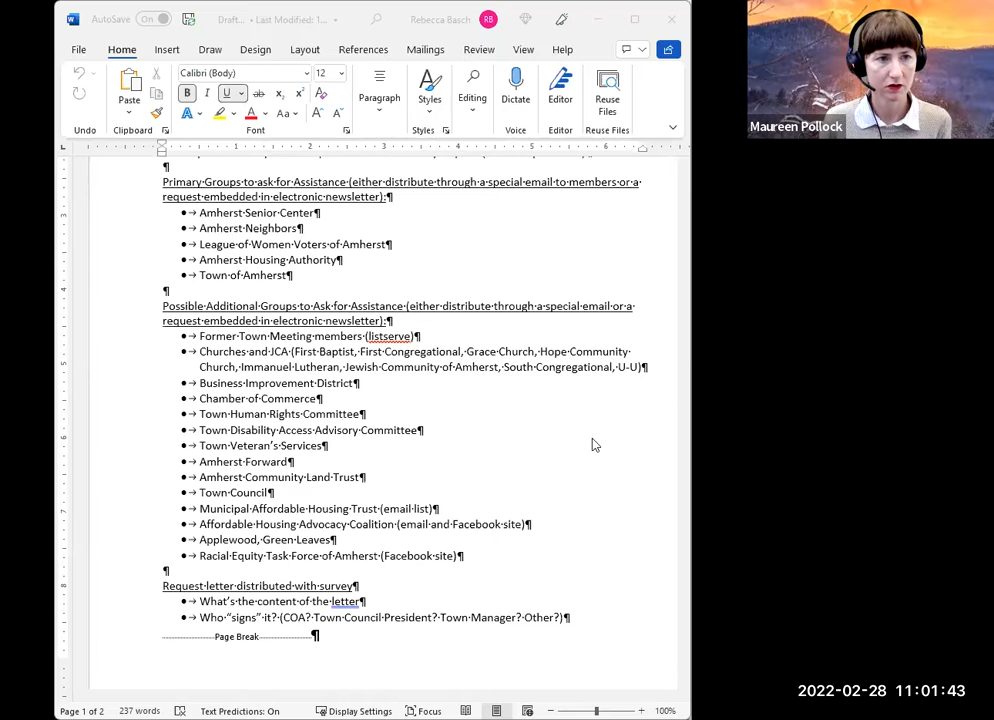 AutoSave On Draft... • Last Modified: 1... Rebecca Basch RB
File Home Insert Draw Design Layout References Mailings Review View Help
Calibri (Body) 12
B I U ab x₂ x²
A A Aa A A
Paste Paragraph Styles Editing Dictate Editor Reuse Files
Undo Clipboard Font Styles Voice Editor Reuse Files
1 2 3 4 5 6
¶
Primary·Groups·to·ask·for·Assistance·(either·distribute·through·a·special·email·to·members·or·a·
request·embedded·in·electronic·newsletter):¶
•→Amherst·Senior·Center¶
•→Amherst·Neighbors¶
•→League·of·Women·Voters·of·Amherst¶
•→Amherst·Housing·Authority¶
•→Town·of·Amherst¶
¶
Possible·Additional·Groups·to·Ask·for·Assistance·(either·distribute·through·a·special·email·or·a·
request·embedded·in·electronic·newsletter):¶
•→Former·Town·Meeting·members·(listserve)¶
•→Churches·and·JCA·(First·Baptist,·First·Congregational,·Grace·Church,·Hope·Community·
Church,·Immanuel·Lutheran,·Jewish·Community·of·Amherst,·South·Congregational,·U-U)¶
•→Business·Improvement·District¶
•→Chamber·of·Commerce¶
•→Town·Human·Rights·Committee¶
•→Town·Disability·Access·Advisory·Committee¶
•→Town·Veteran's·Services¶
•→Amherst·Forward¶
•→Amherst·Community·Land·Trust¶
•→Town·Council¶
•→Municipal·Affordable·Housing·Trust·(email·list)¶
•→Affordable·Housing·Advocacy·Coalition·(email·and·Facebook·site)¶
•→Applewood,·Green·Leaves¶
•→Racial·Equity·Task·Force·of·Amherst·(Facebook·site)¶
¶
Request·letter·distributed·with·survey¶
•→What's·the·content·of·the·letter¶
•→Who·“signs”·it?·(COA?·Town·Council·President?·Town·Manager?·Other?)¶
Page Break ¶
Page 1 of 2 237 words Text Predictions: On Display Settings Focus 100%
Maureen Pollock
2022-02-28 11:01:43